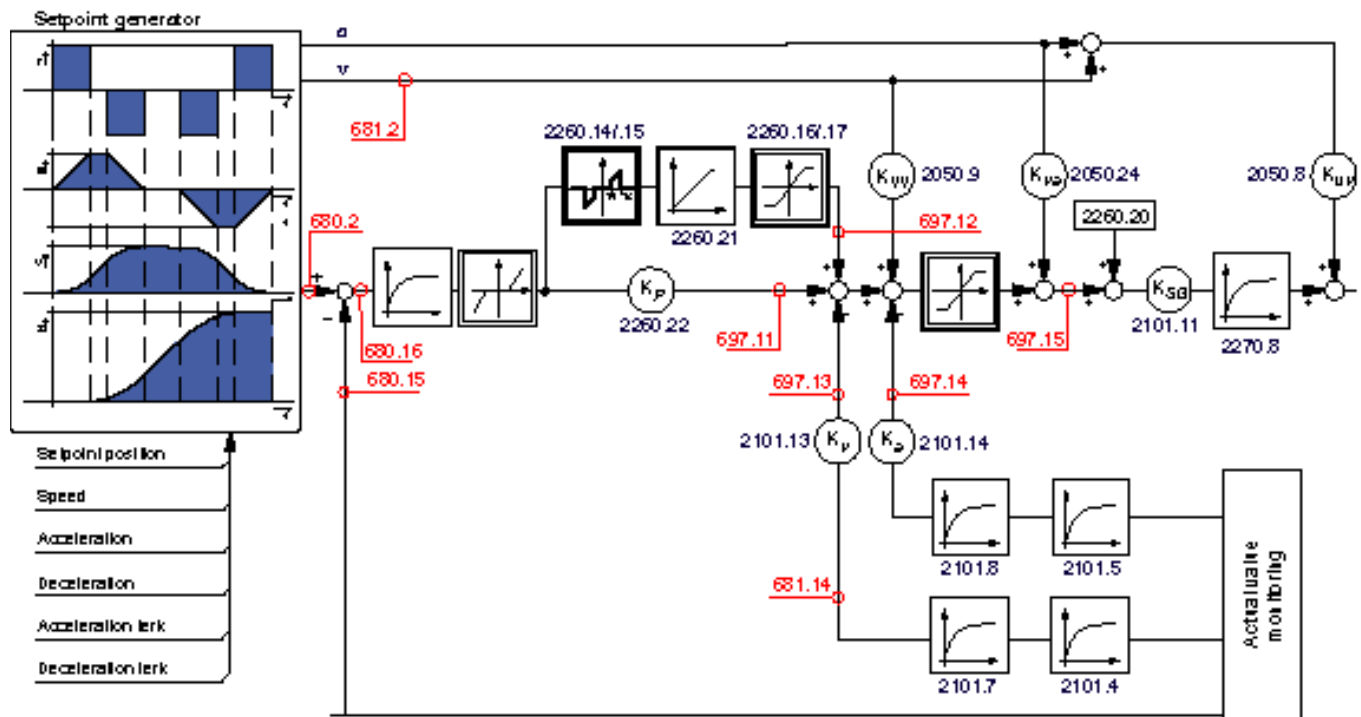 Setpoint generator
a
v
681.2
2260.14/.15
2260.16/.17
2260.21
Kvv
2050.9
Kva
2050.24
2050.8
Kuv
2260.20
680.2
697.12
+
-
680.16
680.15
KP
2260.22
697.11
697.13
697.14
697.15
KSG
2101.11
2270.8
2101.13
Kv
Ka
2101.14
681.14
2101.8
2101.5
2101.7
2101.4
Setpoint position
Speed
Acceleration
Deceleration
Acceleration jerk
Deceleration jerk
Actual value
monitoring